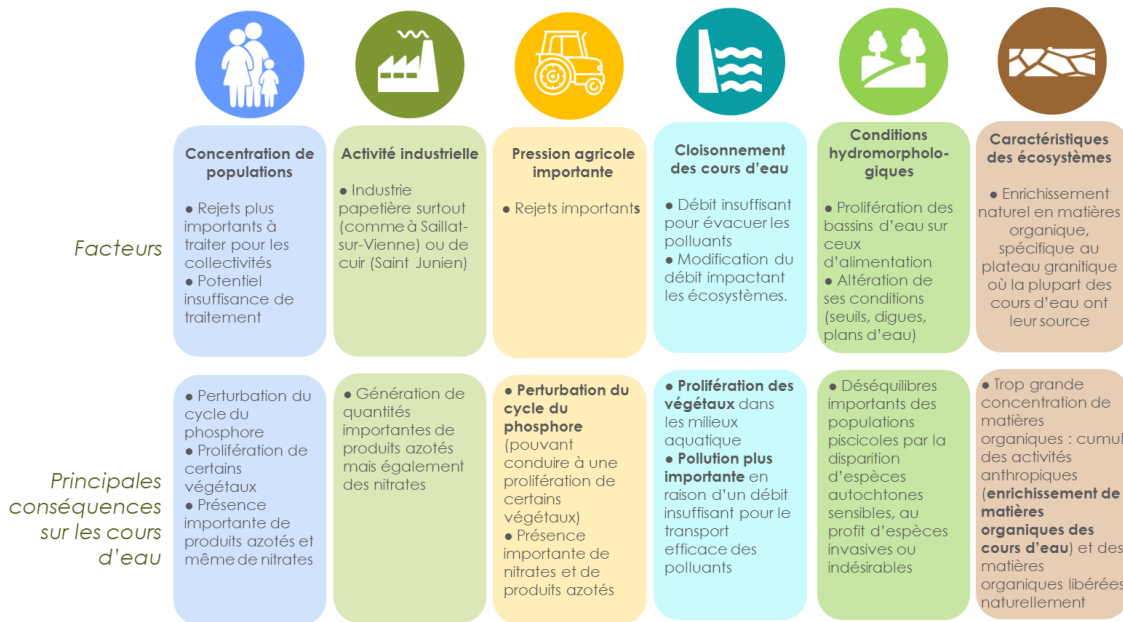 Facteurs
Concentration de
populations
● Rejets plus
importants à
traiter pour les
collectivités
● Potentiel
insuffisance de
traitement
Activité industrielle
● Industrie
papetière surtout
(comme à Saillat-
sur-Vienne) ou de
cuir (Saint Junien)
Pression agricole
importante
● Rejets importants
Cloisonnement
des cours d’eau
● Débit insuffisant
pour évacuer les
polluants
● Modification du
débit impactant
les écosystèmes.
Conditions
hydromorpholo-
giques
● Prolifération des
bassins d’eau sur
ceux
d’alimentation
● Altération de
ses conditions
(seuils, digues,
plans d’eau)
Caractéristiques
des écosystèmes
● Enrichissement
naturel en matières
organique,
spécifique au
plateau granitique
où la plupart des
cours d’eau ont
leur source
Principales
conséquences
sur les cours
d’eau
● Perturbation du
cycle du
phosphore
● Prolifération de
certains
végétaux
● Présence
importante de
produits azotés et
même de nitrates
● Génération de
quantités
importantes de
produits azotés
mais également
des nitrates
● Perturbation du
cycle du
phosphore
(pouvant
conduire à une
prolifération de
certains
végétaux)
● Présence
importante de
nitrates et de
produits azotés
● Prolifération des
végétaux dans
les milieux
aquatique
● Pollution plus
importante en
raison d’un débit
insuffisant pour le
transport
efficace des
polluants
● Déséquilibres
importants des
populations
piscicoles par la
disparition
d’espèces
autochtones
sensibles, au
profit d’espèces
invasives ou
indésirables
● Trop grande
concentration de
matières
organiques : cumul
des activités
anthropiques
(enrichissement de
matières
organiques des
cours d’eau) et des
matières
organiques libérées
naturellement